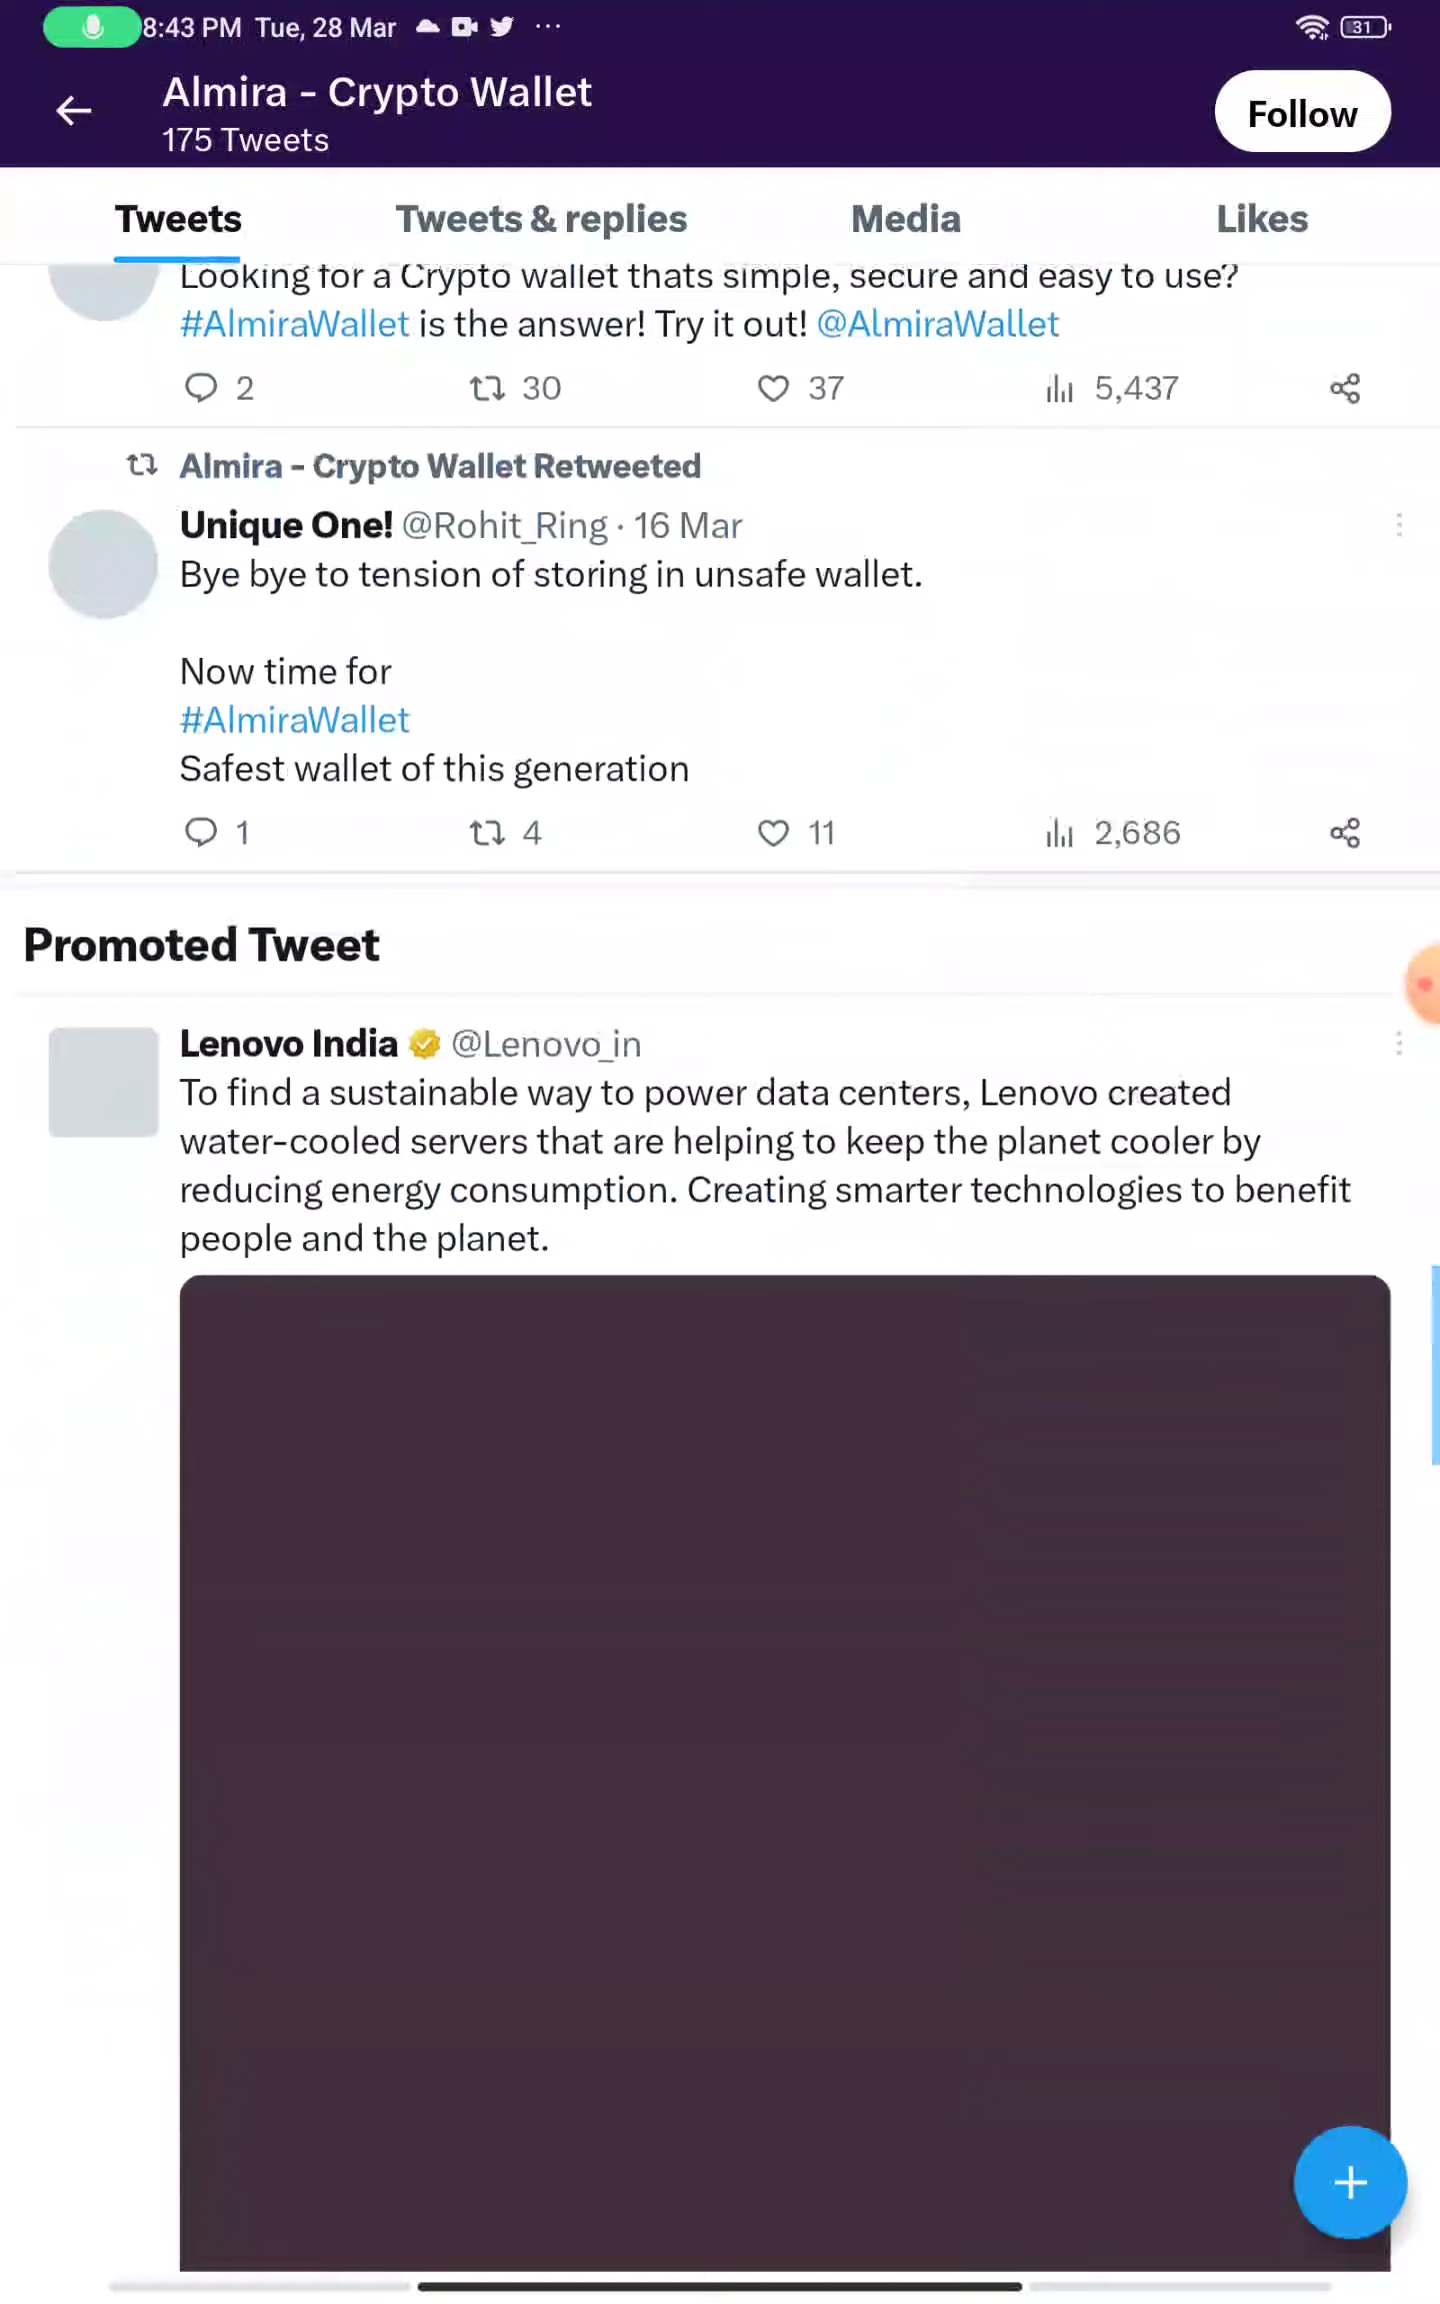 8:43 PM Tue, 28 Mar ... 31
Almira - Crypto Wallet
175 Tweets
Follow
Tweets Tweets & replies Media Likes
Looking for a Crypto wallet thats simple, secure and easy to use?
#AlmiraWallet is the answer! Try it out! @AlmiraWallet
2 30 37 5,437
Almira - Crypto Wallet Retweeted
Unique One! @Rohit_Ring · 16 Mar
Bye bye to tension of storing in unsafe wallet.
Now time for
#AlmiraWallet
Safest wallet of this generation
1 4 11 2,686
Promoted Tweet
Lenovo India @Lenovo_in
To find a sustainable way to power data centers, Lenovo created
water-cooled servers that are helping to keep the planet cooler by
reducing energy consumption. Creating smarter technologies to benefit
people and the planet.